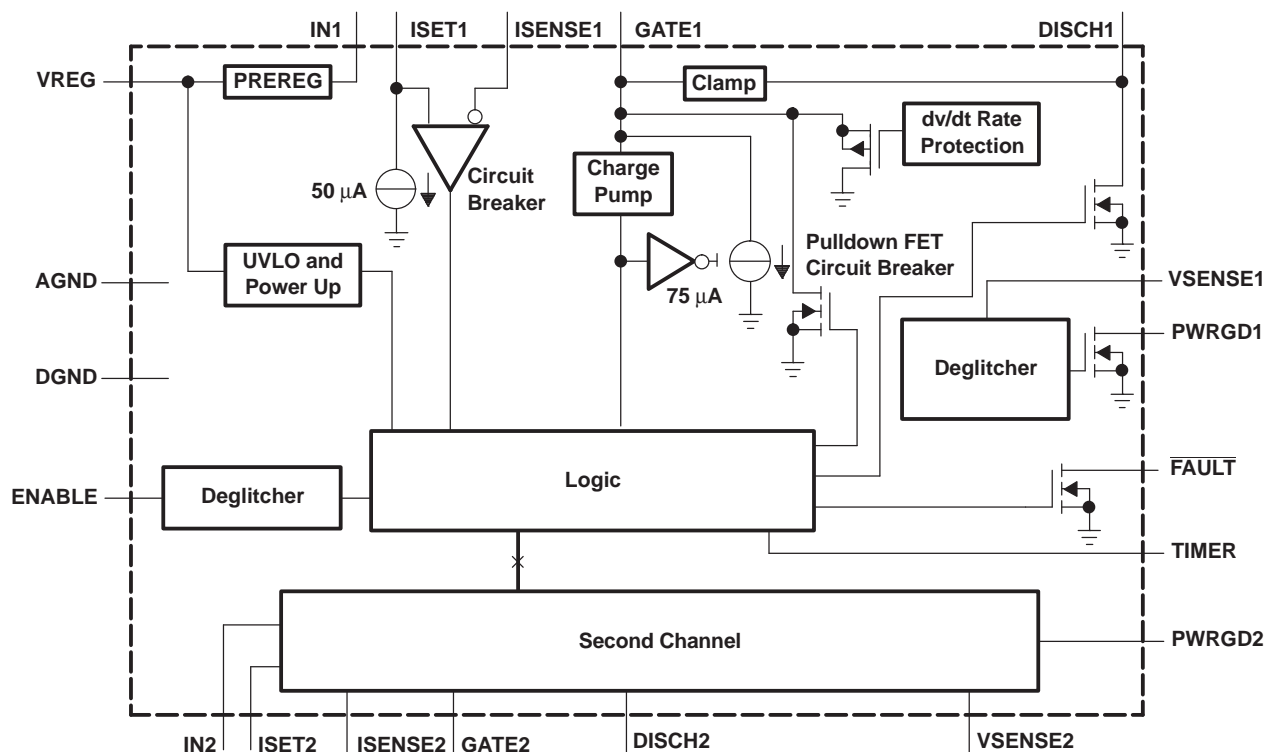 IN1
ISET1
ISENSE1
GATE1
DISCH1
VREG
PREREG
Clamp
dv/dt Rate
Protection
Circuit
Breaker
50 μA
Charge
Pump
UVLO and
Power Up
75 μA
Pulldown FET
Circuit Breaker
AGND
VSENSE1
PWRGD1
DGND
Deglitcher
FAULT
ENABLE
Deglitcher
Logic
TIMER
Second Channel
PWRGD2
IN2
ISET2
ISENSE2
GATE2
DISCH2
VSENSE2